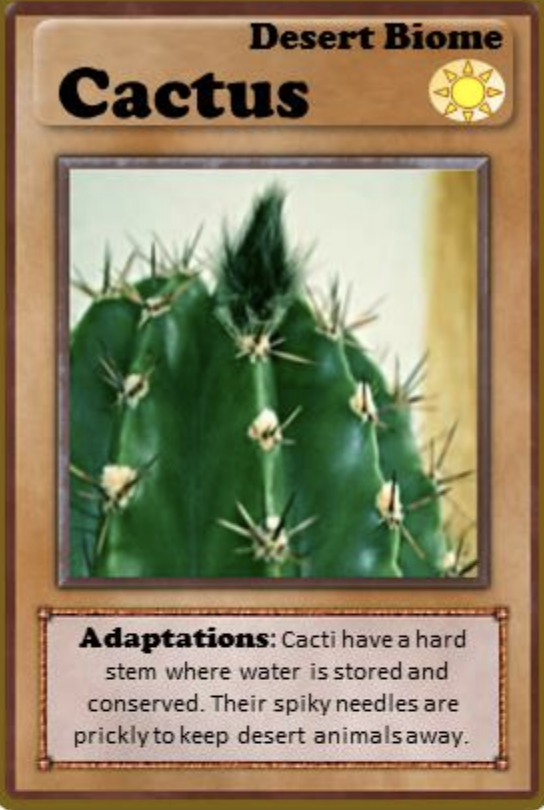 Desert Biome
Cactus
Adaptations: Cacti have a hard
stem where water is stored and
conserved. Their spiky needles are
prickly to keep desert animals away.